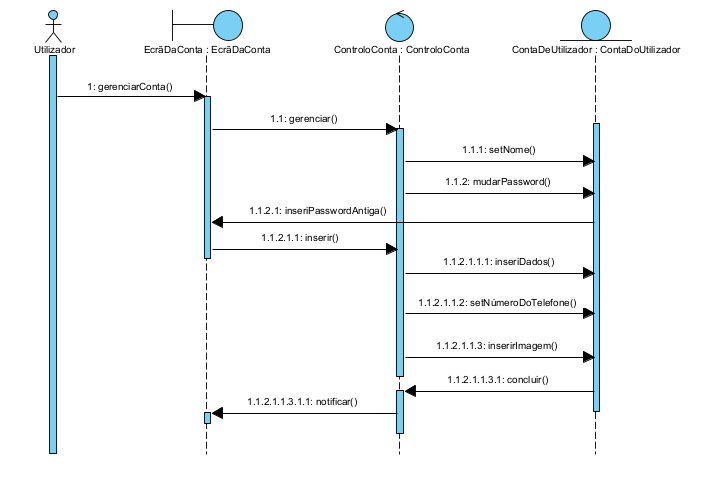 Utilizador
EcrãDaConta : EcrãDaConta
ControloConta : ControloConta
ContaDeUtilizador : ContaDoUtilizador
1: gerenciarConta()
1.1: gerenciar()
1.1.1: setNome()
1.1.2: mudarPassword()
1.1.2.1: inseriPasswordAntiga()
1.1.2.1.1: inserir()
1.1.2.1.1.1: inseriDados()
1.1.2.1.1.2: setNúmeroDoTelefone()
1.1.2.1.1.3: inserirImagem()
1.1.2.1.1.3.1: concluir()
1.1.2.1.1.3.1.1: notificar()